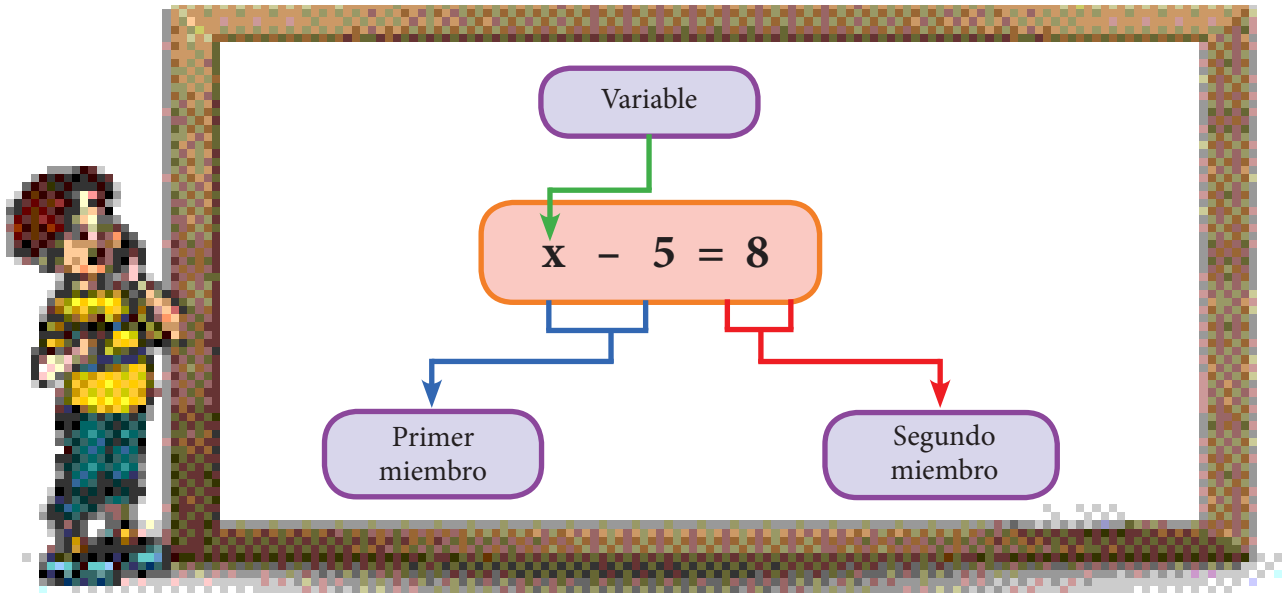 Variable
x – 5 = 8
Primer
miembro
Segundo
miembro